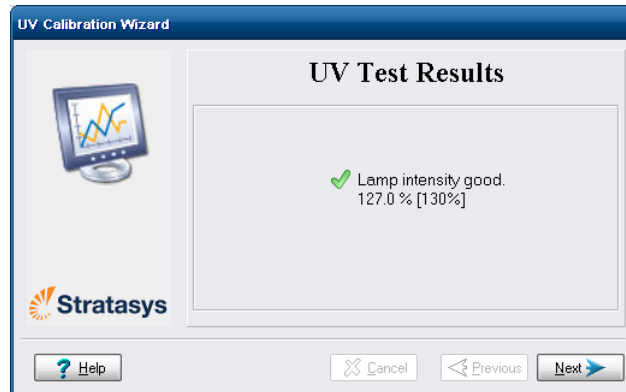 UV Calibration Wizard
UV Test Results
Lamp intensity good.
127.0 % [130%]
Stratasys
? Help
Cancel
Previous
Next